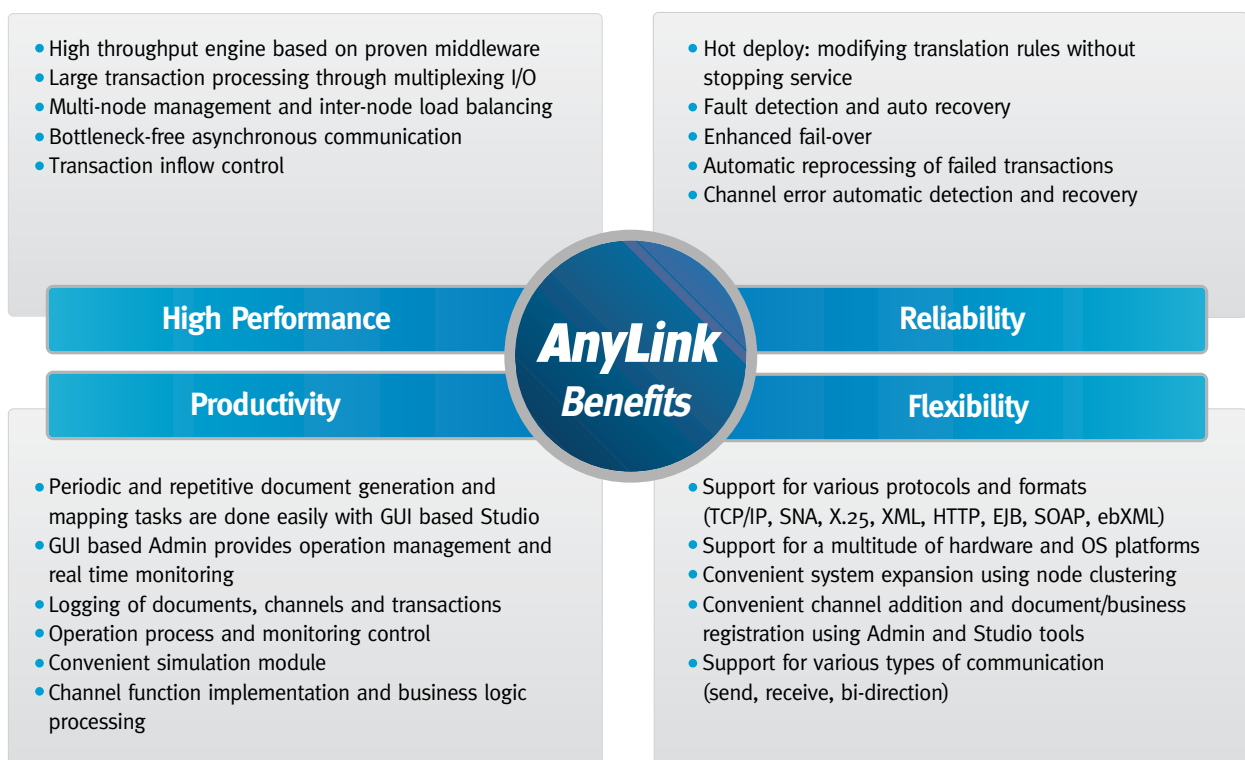 • High throughput engine based on proven middleware
• Large transaction processing through multiplexing I/O
• Multi-node management and inter-node load balancing
• Bottleneck-free asynchronous communication
• Transaction inflow control
• Hot deploy: modifying translation rules without
stopping service
• Fault detection and auto recovery
• Enhanced fail-over
• Automatic reprocessing of failed transactions
• Channel error automatic detection and recovery
High Performance
Reliability
AnyLink
Benefits
Productivity
Flexibility
• Periodic and repetitive document generation and
mapping tasks are done easily with GUI based Studio
• GUI based Admin provides operation management and
real time monitoring
• Logging of documents, channels and transactions
• Operation process and monitoring control
• Convenient simulation module
• Channel function implementation and business logic
processing
• Support for various protocols and formats
(TCP/IP, SNA, X.25, XML, HTTP, EJB, SOAP, ebXML)
• Support for a multitude of hardware and OS platforms
• Convenient system expansion using node clustering
• Convenient channel addition and document/business
registration using Admin and Studio tools
• Support for various types of communication
(send, receive, bi-direction)